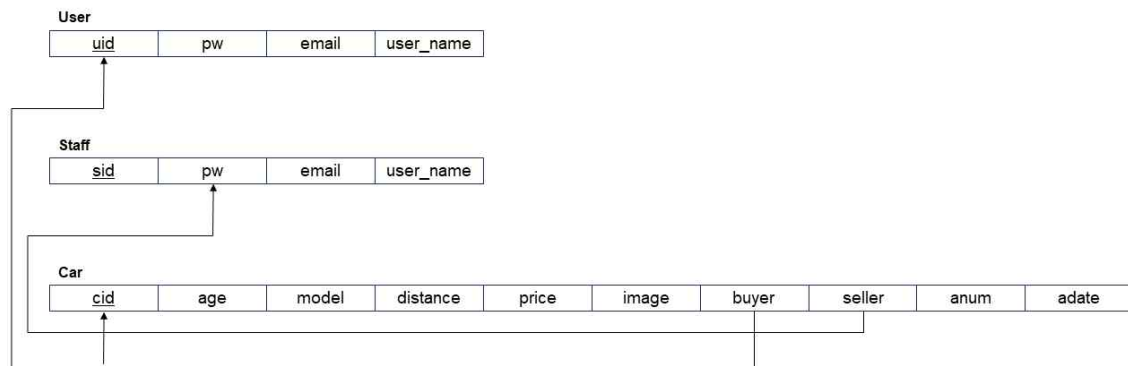 User
uid pw email user_name
Staff
sid pw email user_name
Car
cid age model distance price image buyer seller anum adate